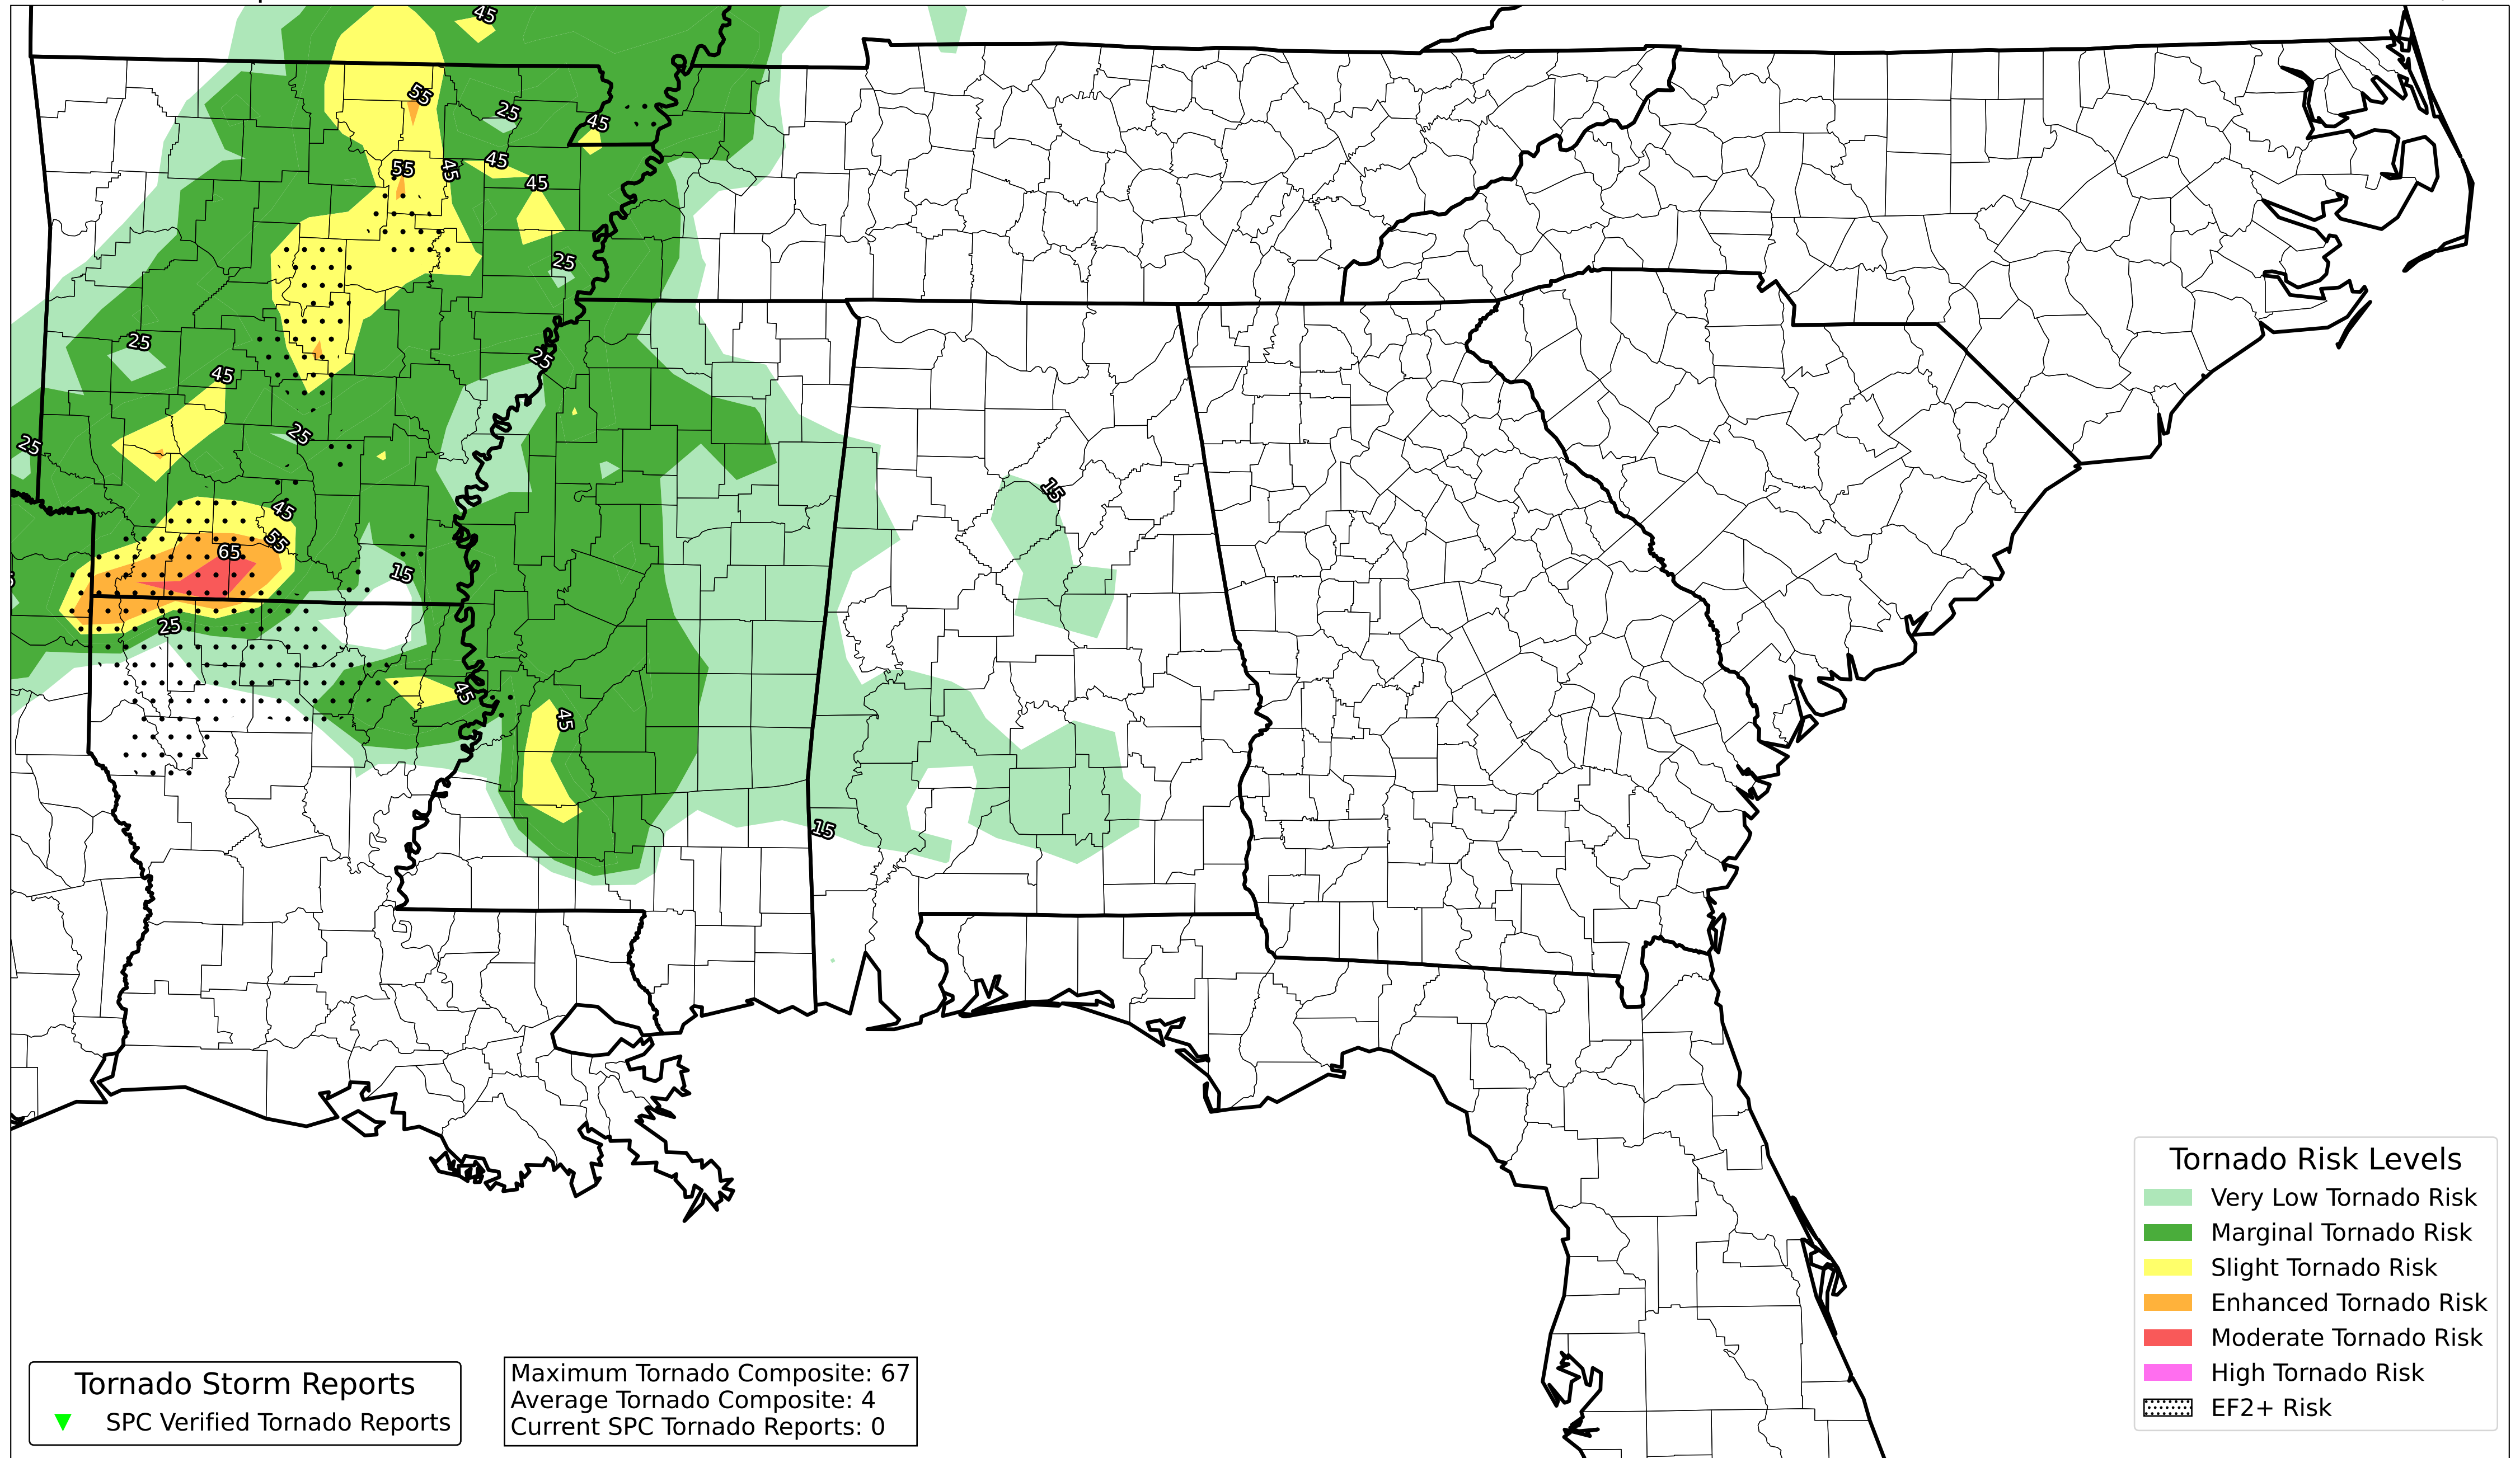 45
55
25
45
55
45
45
45
25
25
25
45
25
25
15
45
55
65
15
25
45
45
15
Tornado Risk Levels
Very Low Tornado Risk
Marginal Tornado Risk
Slight Tornado Risk
Enhanced Tornado Risk
Moderate Tornado Risk
High Tornado Risk
EF2+ Risk
Tornado Storm Reports
SPC Verified Tornado Reports
Maximum Tornado Composite: 67
Average Tornado Composite: 4
Current SPC Tornado Reports: 0